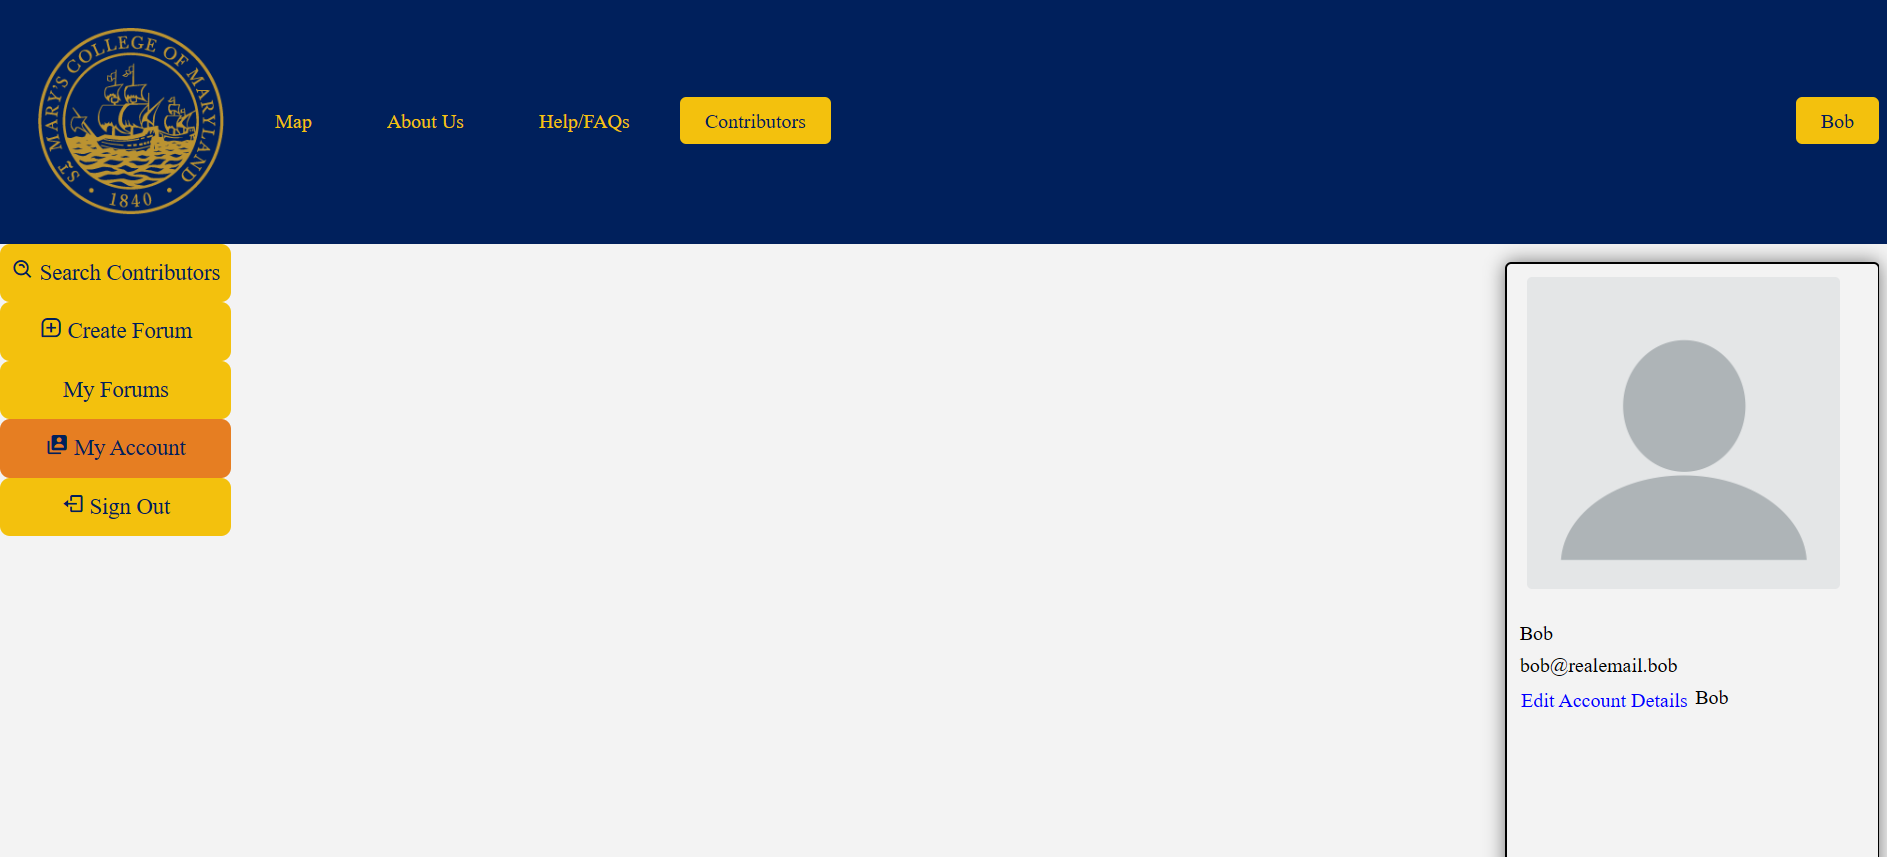 ST MARY'S COLLEGE OF MARYLAND
1840
Map
About Us
Help/FAQs
Contributors
Bob
Search Contributors
Create Forum
My Forums
My Account
Sign Out
Bob
bob@realemail.bob
Edit Account Details Bob